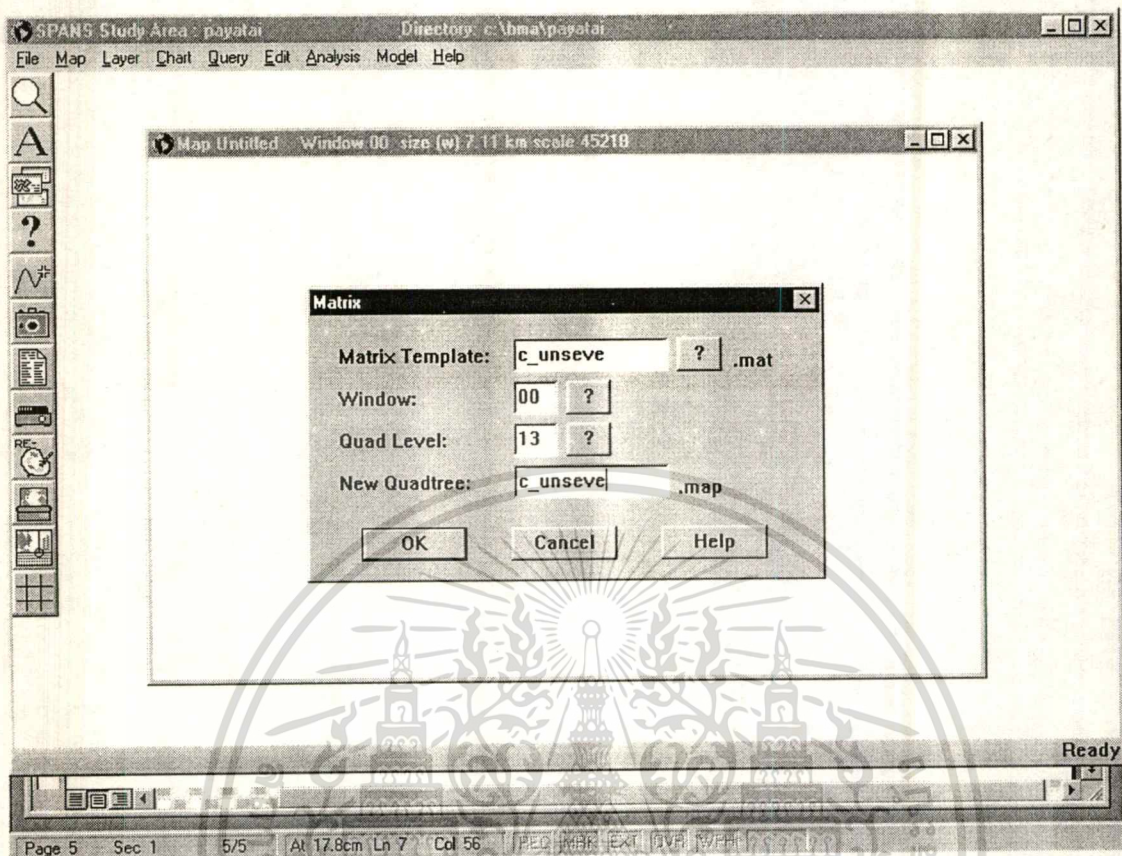 SPANS Study Area : payatai Directory: c:\bma\payatai
File Map Layer Chart Query Edit Analysis Model Help
A
?
RE-
Map Untitled Window 00 size (w) 7.11 km scale 45218
Matrix
Matrix Template: c_unseve ? .mat
Window: 00 ?
Quad Level: 13 ?
New Quadtree: c_unseve .map
OK Cancel Help
Ready
Page 5 Sec 1 5/5 At 17.8cm Ln 7 Col 56 REC MRK EXT OVR WPH